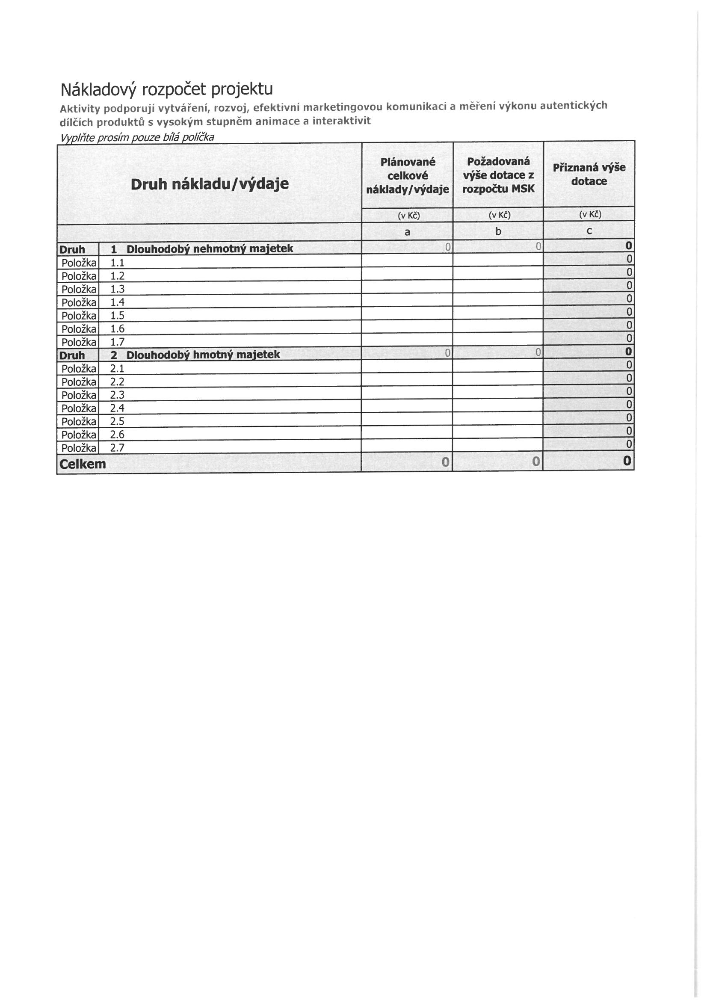 Nákladový rozpočet projektu
Aktivity podporují vytváření, rozvoj, efektivní marketingovou komunikaci a měření výkonu autentických
dílčích produktů s vysokým stupněm animace a interaktivit
Vyplňte prosím pouze bílá políčka
Druh nákladu/výdaje
Plánované
celkové
náklady/výdaje
Požadovaná
výše dotace z
rozpočtu MSK
Přiznaná výše
dotace
(v Kč) (v Kč) (v Kč)
a b c
Druh 1 Dlouhodobý nehmotný majetek 0 0 0
Položka 1.1 0
Položka 1.2 0
Položka 1.3 0
Položka 1.4 0
Položka 1.5 0
Položka 1.6 0
Položka 1.7 0
Druh 2 Dlouhodobý hmotný majetek 0 0 0
Položka 2.1 0
Položka 2.2 0
Položka 2.3 0
Položka 2.4 0
Položka 2.5 0
Položka 2.6 0
Položka 2.7 0
Celkem 0 0 0